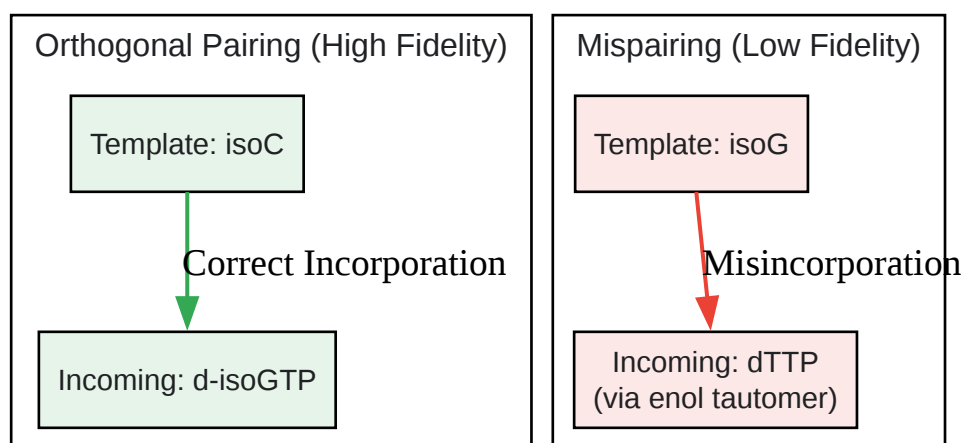 Orthogonal Pairing (High Fidelity)
Template: isoC
Correct Incorporation
Incoming: d-isoGTP
Mispairing (Low Fidelity)
Template: isoG
Misincorporation
Incoming: dTTP
(via enol tautomer)